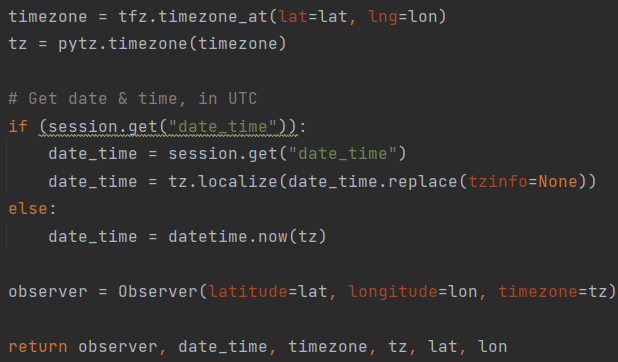 timezone = tfz.timezone_at(lat=lat, lng=lon)
tz = pytz.timezone(timezone)
# Get date & time, in UTC
if (session.get("date_time")):
    date_time = session.get("date_time")
    date_time = tz.localize(date_time.replace(tzinfo=None))
else:
    date_time = datetime.now(tz)
observer = Observer(latitude=lat, longitude=lon, timezone=tz)
return observer, date_time, timezone, tz, lat, lon